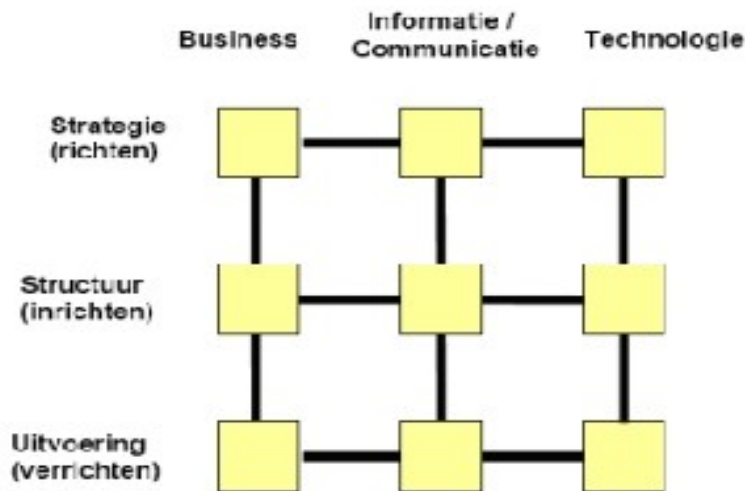 Business
Informatie /
Communicatie
Technologie
Strategie
(richten)
Structuur
(inrichten)
Uitvoering
(verrichten)